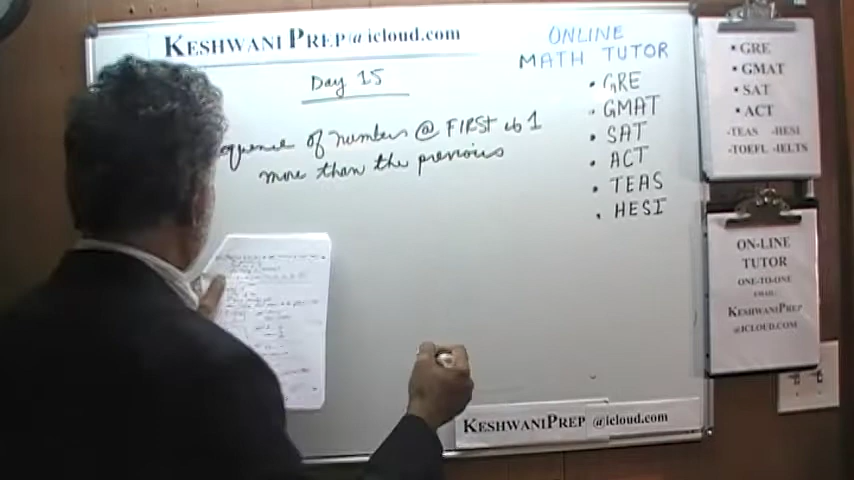 KESHWANI PREP@icloud.com
Day 15
of numbers @ FIRST is 1
more than the previous
ONLINE
MATH TUTOR
• GRE
• GMAT
• SAT
• ACT
• TEAS
• HESI
• GRE
• GMAT
• SAT
• ACT
-TEAS -HESI
-TOEFL -IELTS
ON-LINE
TUTOR
ONE-TO-ONE
EMAIL:
KESHWANIPREP
@ICLOUD.COM
KESHWANIPREP @icloud.com